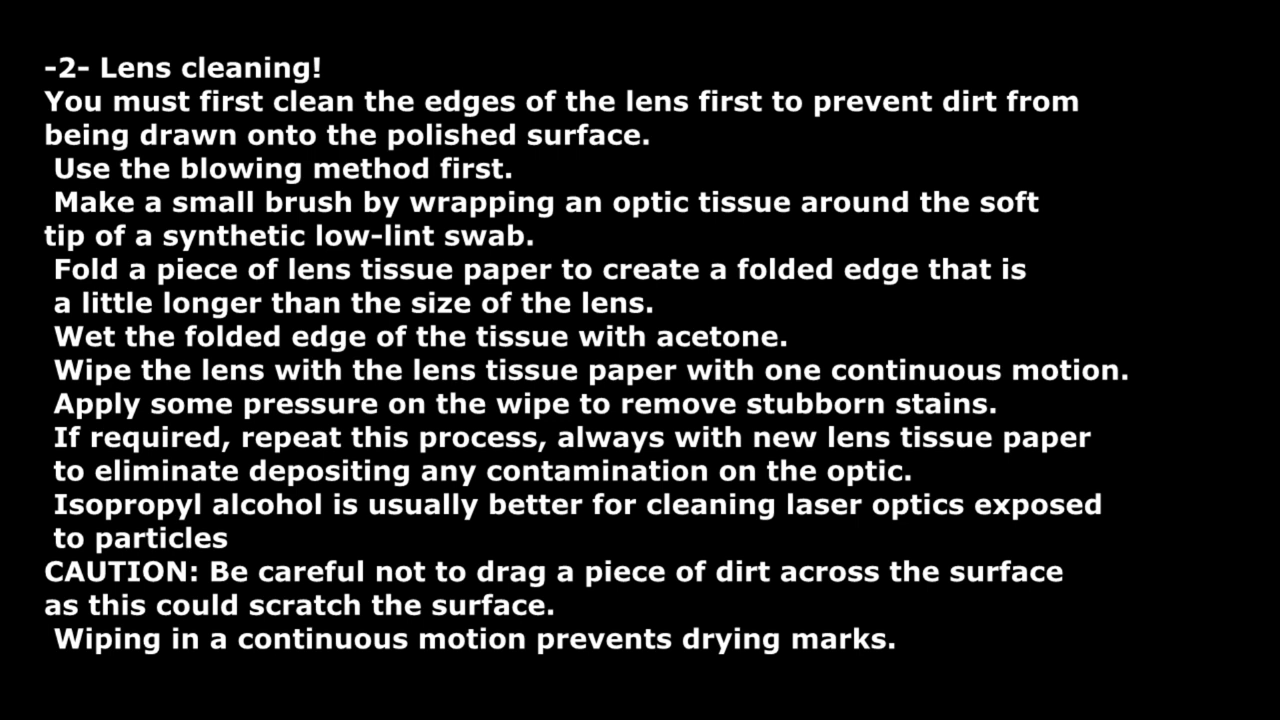 -2- Lens cleaning!
You must first clean the edges of the lens first to prevent dirt from
being drawn onto the polished surface.
Use the blowing method first.
Make a small brush by wrapping an optic tissue around the soft
tip of a synthetic low-lint swab.
Fold a piece of lens tissue paper to create a folded edge that is
a little longer than the size of the lens.
Wet the folded edge of the tissue with acetone.
Wipe the lens with the lens tissue paper with one continuous motion.
Apply some pressure on the wipe to remove stubborn stains.
If required, repeat this process, always with new lens tissue paper
to eliminate depositing any contamination on the optic.
Isopropyl alcohol is usually better for cleaning laser optics exposed
to particles
CAUTION: Be careful not to drag a piece of dirt across the surface
as this could scratch the surface.
Wiping in a continuous motion prevents drying marks.